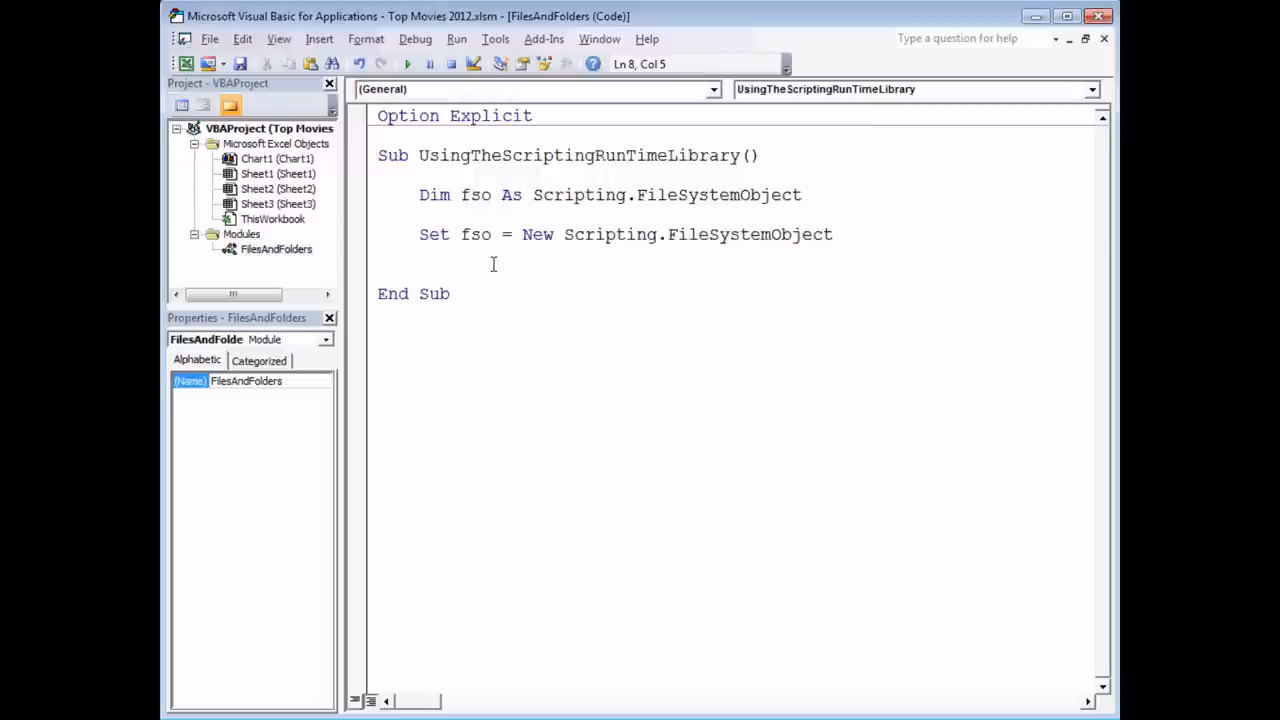 Microsoft Visual Basic for Applications - Top Movies 2012.xlsm - [FilesAndFolders (Code)]
File Edit View Insert Format Debug Run Tools Add-Ins Window Help Type a question for help
Ln 8, Col 5
Project - VBAProject
(General) UsingTheScriptingRunTimeLibrary
VBAProject (Top Movies
Microsoft Excel Objects
Chart1 (Chart1)
Sheet1 (Sheet1)
Sheet2 (Sheet2)
Sheet3 (Sheet3)
ThisWorkbook
Modules
FilesAndFolders
Properties - FilesAndFolders
FilesAndFolde Module
Alphabetic Categorized
(Name) FilesAndFolders
Option Explicit
Sub UsingTheScriptingRunTimeLibrary()
Dim fso As Scripting.FileSystemObject
Set fso = New Scripting.FileSystemObject
End Sub